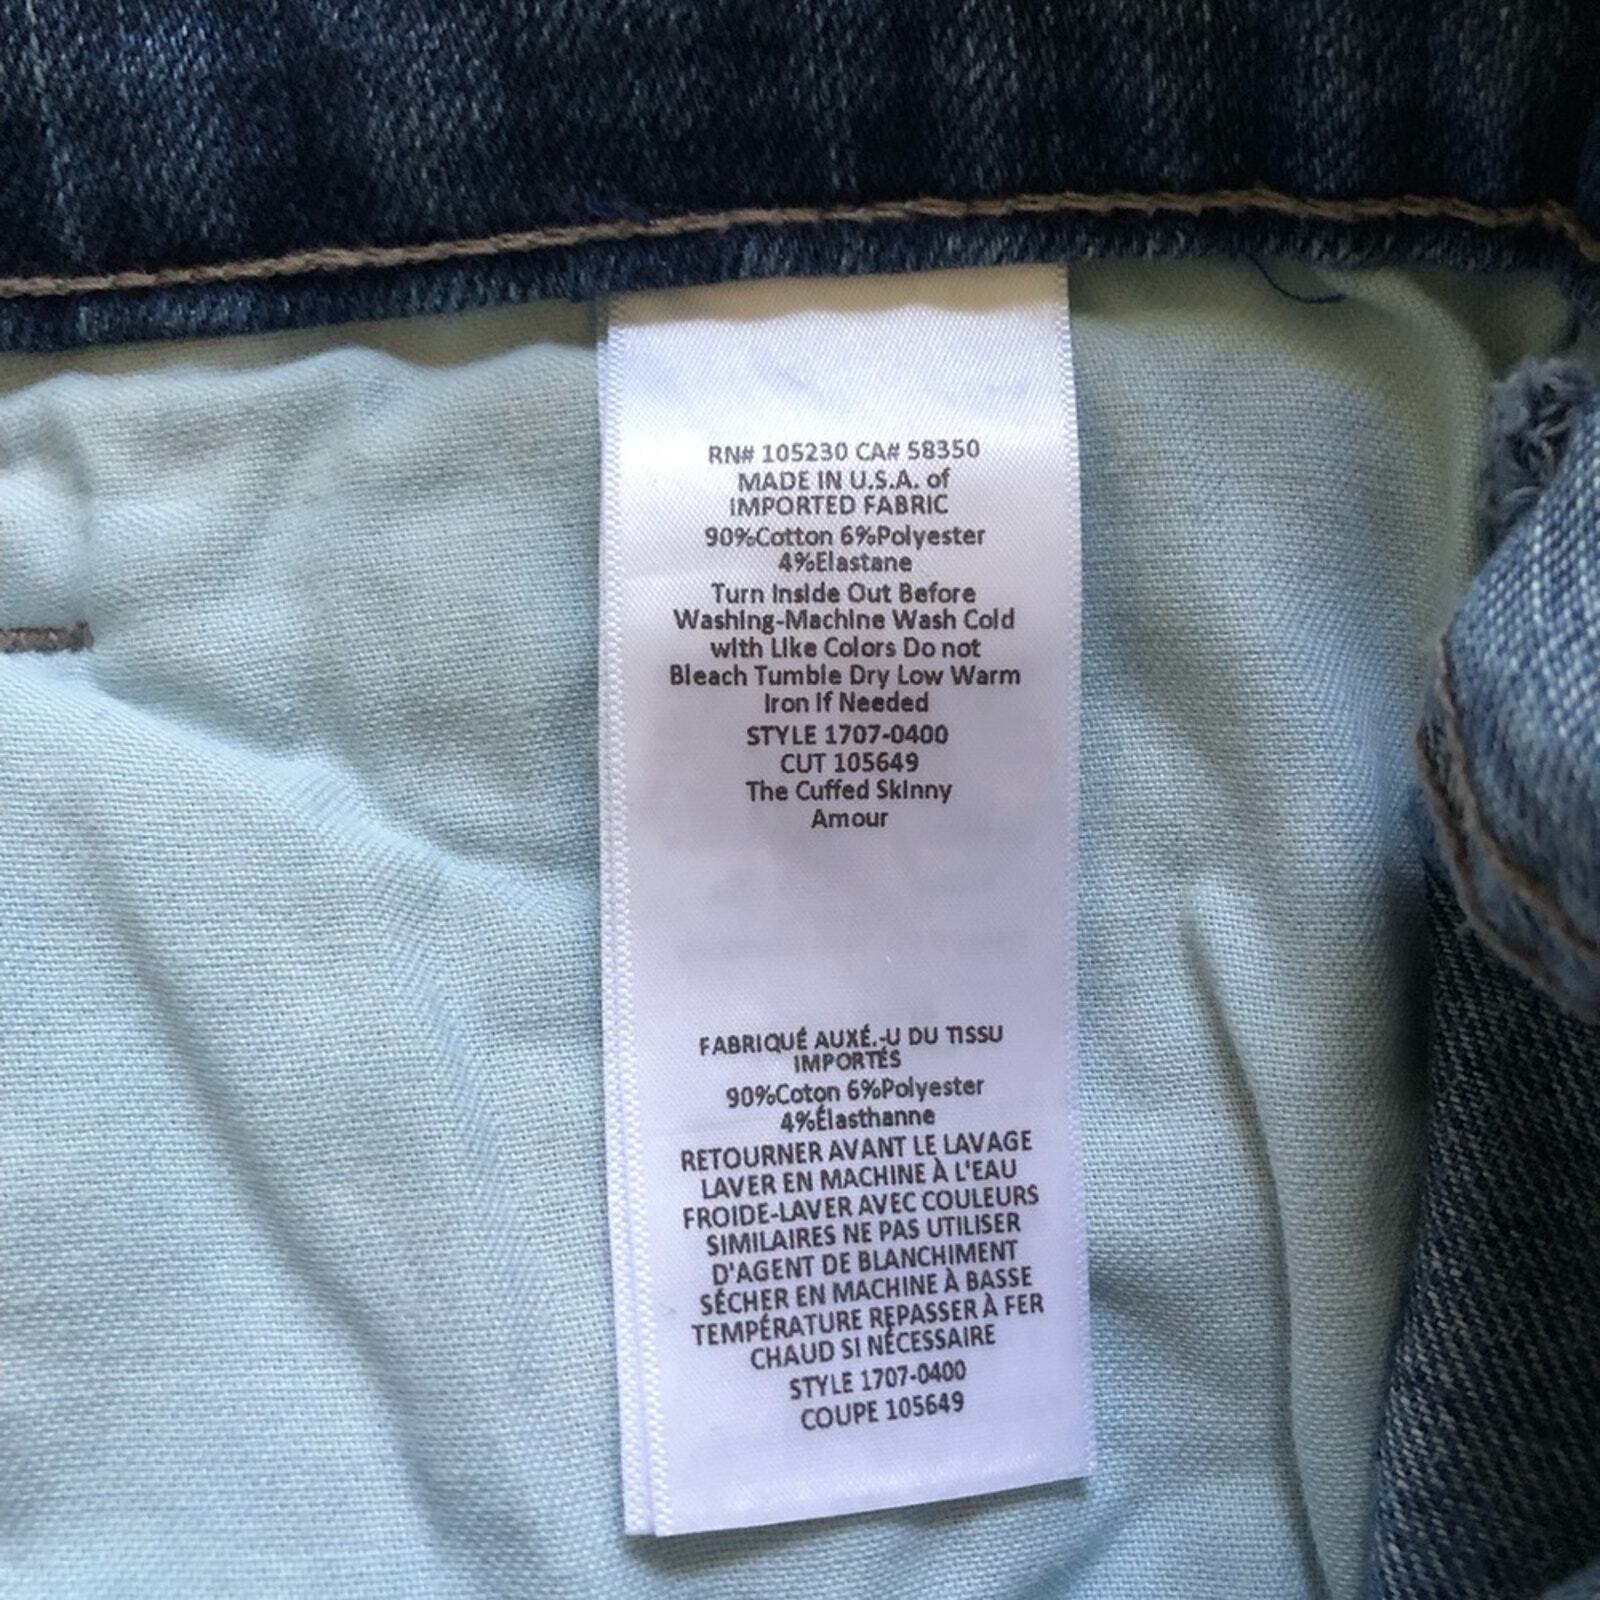 RN# 105230 CA# 58350
MADE IN U.S.A. of
IMPORTED FABRIC
90%Cotton 6%Polyester
4%Elastane
Turn Inside Out Before
Washing-Machine Wash Cold
with Like Colors Do not
Bleach Tumble Dry Low Warm
Iron If Needed
STYLE 1707-0400
CUT 105649
The Cuffed Skinny
Amour
FABRIQUÉ AUXÉ.-U DU TISSU
IMPORTÉS
90%Coton 6%Polyester
4%Élasthanne
RETOURNER AVANT LE LAVAGE
LAVER EN MACHINE À L'EAU
FROIDE-LAVER AVEC COULEURS
SIMILAIRES NE PAS UTILISER
D'AGENT DE BLANCHIMENT
SÉCHER EN MACHINE À BASSE
TEMPÉRATURE REPASSER À FER
CHAUD SI NÉCESSAIRE
STYLE 1707-0400
COUPE 105649